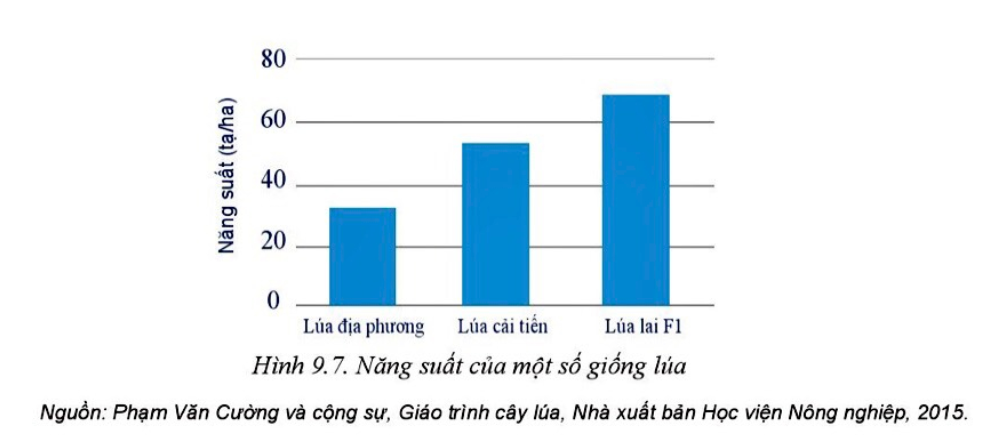 80
60
40
20
0
Năng suất (tạ/ha)
Lúa địa phương Lúa cải tiến Lúa lai F1
Hình 9.7. Năng suất của một số giống lúa
Nguồn: Phạm Văn Cường và cộng sự, Giáo trình cây lúa, Nhà xuất bản Học viện Nông nghiệp, 2015.